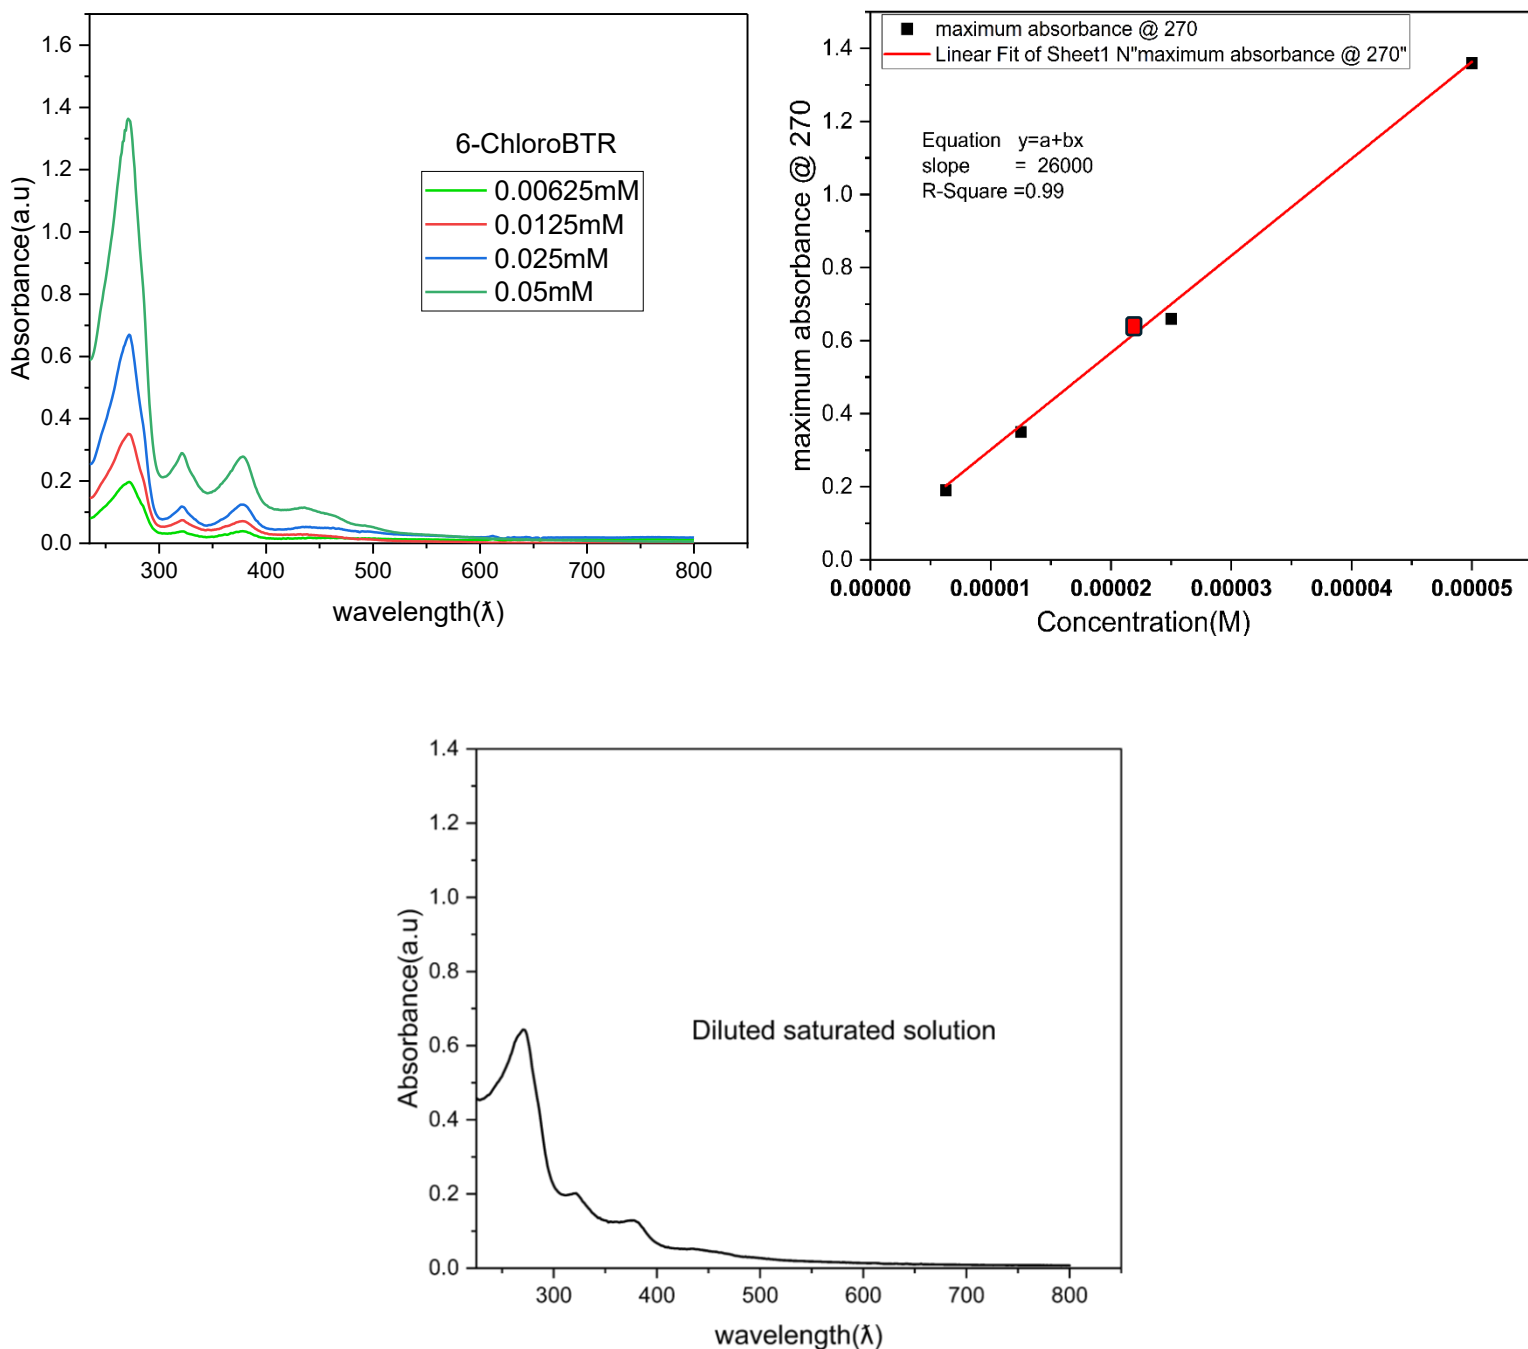 1.6
1.4
1.2
1.0
0.8
0.6
0.4
0.2
0.0
Absorbance(a.u)
6-ChloroBTR
0.00625mM
0.0125mM
0.025mM
0.05mM
300 400 500 600 700 800
wavelength(ƛ)
maximum absorbance @ 270
Linear Fit of Sheet1 N"maximum absorbance @ 270"
1.4
1.2
1.0
0.8
0.6
0.4
0.2
0.0
maximum absorbance @ 270
Equation y=a+bx
slope = 26000
R-Square =0.99
0.00000 0.00001 0.00002 0.00003 0.00004 0.00005
Concentration(M)
1.4
1.2
1.0
0.8
0.6
0.4
0.2
0.0
Absorbance(a.u)
Diluted saturated solution
300 400 500 600 700 800
wavelength(ƛ)